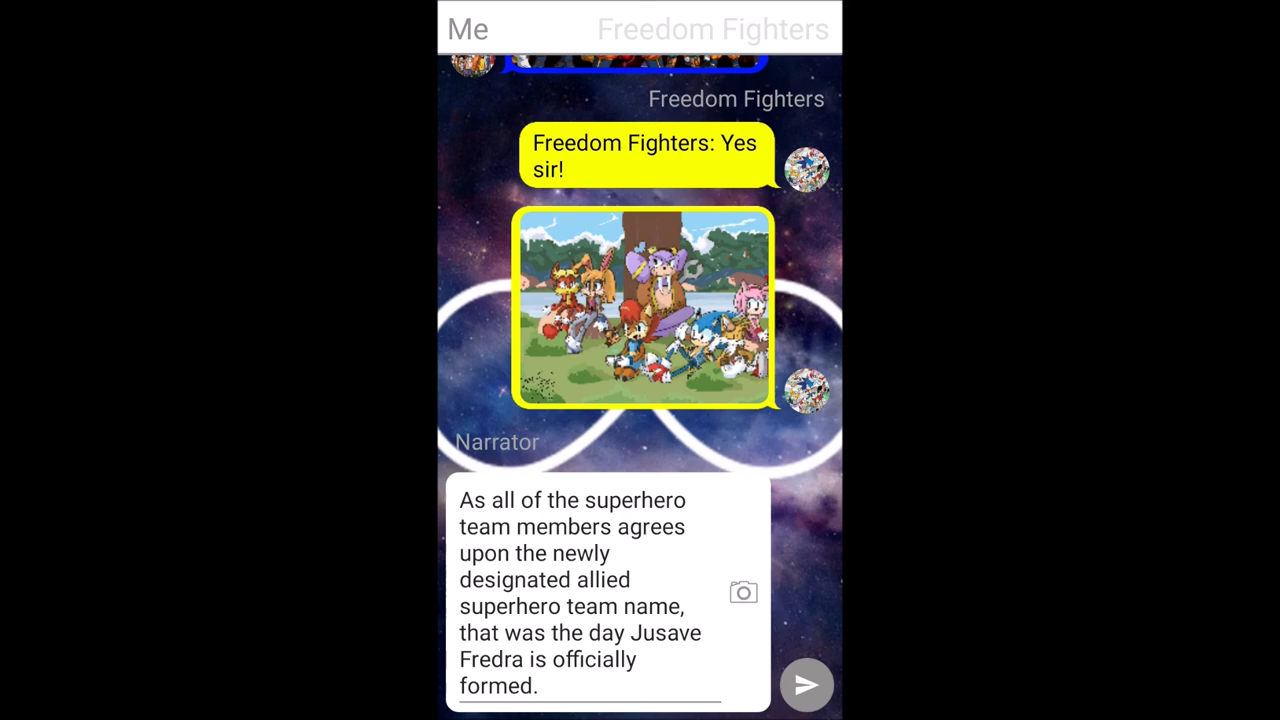 Me Freedom Fighters
Freedom Fighters
Freedom Fighters: Yes
sir!
Narrator
As all of the superhero
team members agrees
upon the newly
designated allied
superhero team name,
that was the day Jusave
Fredra is officially
formed.